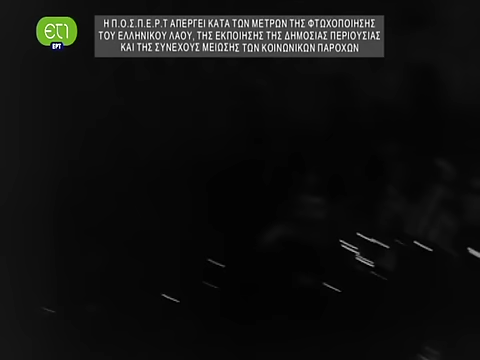 Η Π.Ο.Σ.Π.Ε.Ρ.Τ ΑΠΕΡΓΕΙ ΚΑΤΑ ΤΩΝ ΜΕΤΡΩΝ ΤΗΣ ΦΤΩΧΟΠΟΙΗΣΗΣ
ΤΟΥ ΕΛΛΗΝΙΚΟΥ ΛΑΟΥ, ΤΗΣ ΕΚΠΟΙΗΣΗΣ ΤΗΣ ΔΗΜΟΣΙΑΣ ΠΕΡΙΟΥΣΙΑΣ
ΚΑΙ ΤΗΣ ΣΥΝΕΧΟΥΣ ΜΕΙΩΣΗΣ ΤΩΝ ΚΟΙΝΩΝΙΚΩΝ ΠΑΡΟΧΩΝ
ετ1
ΕΡΤ